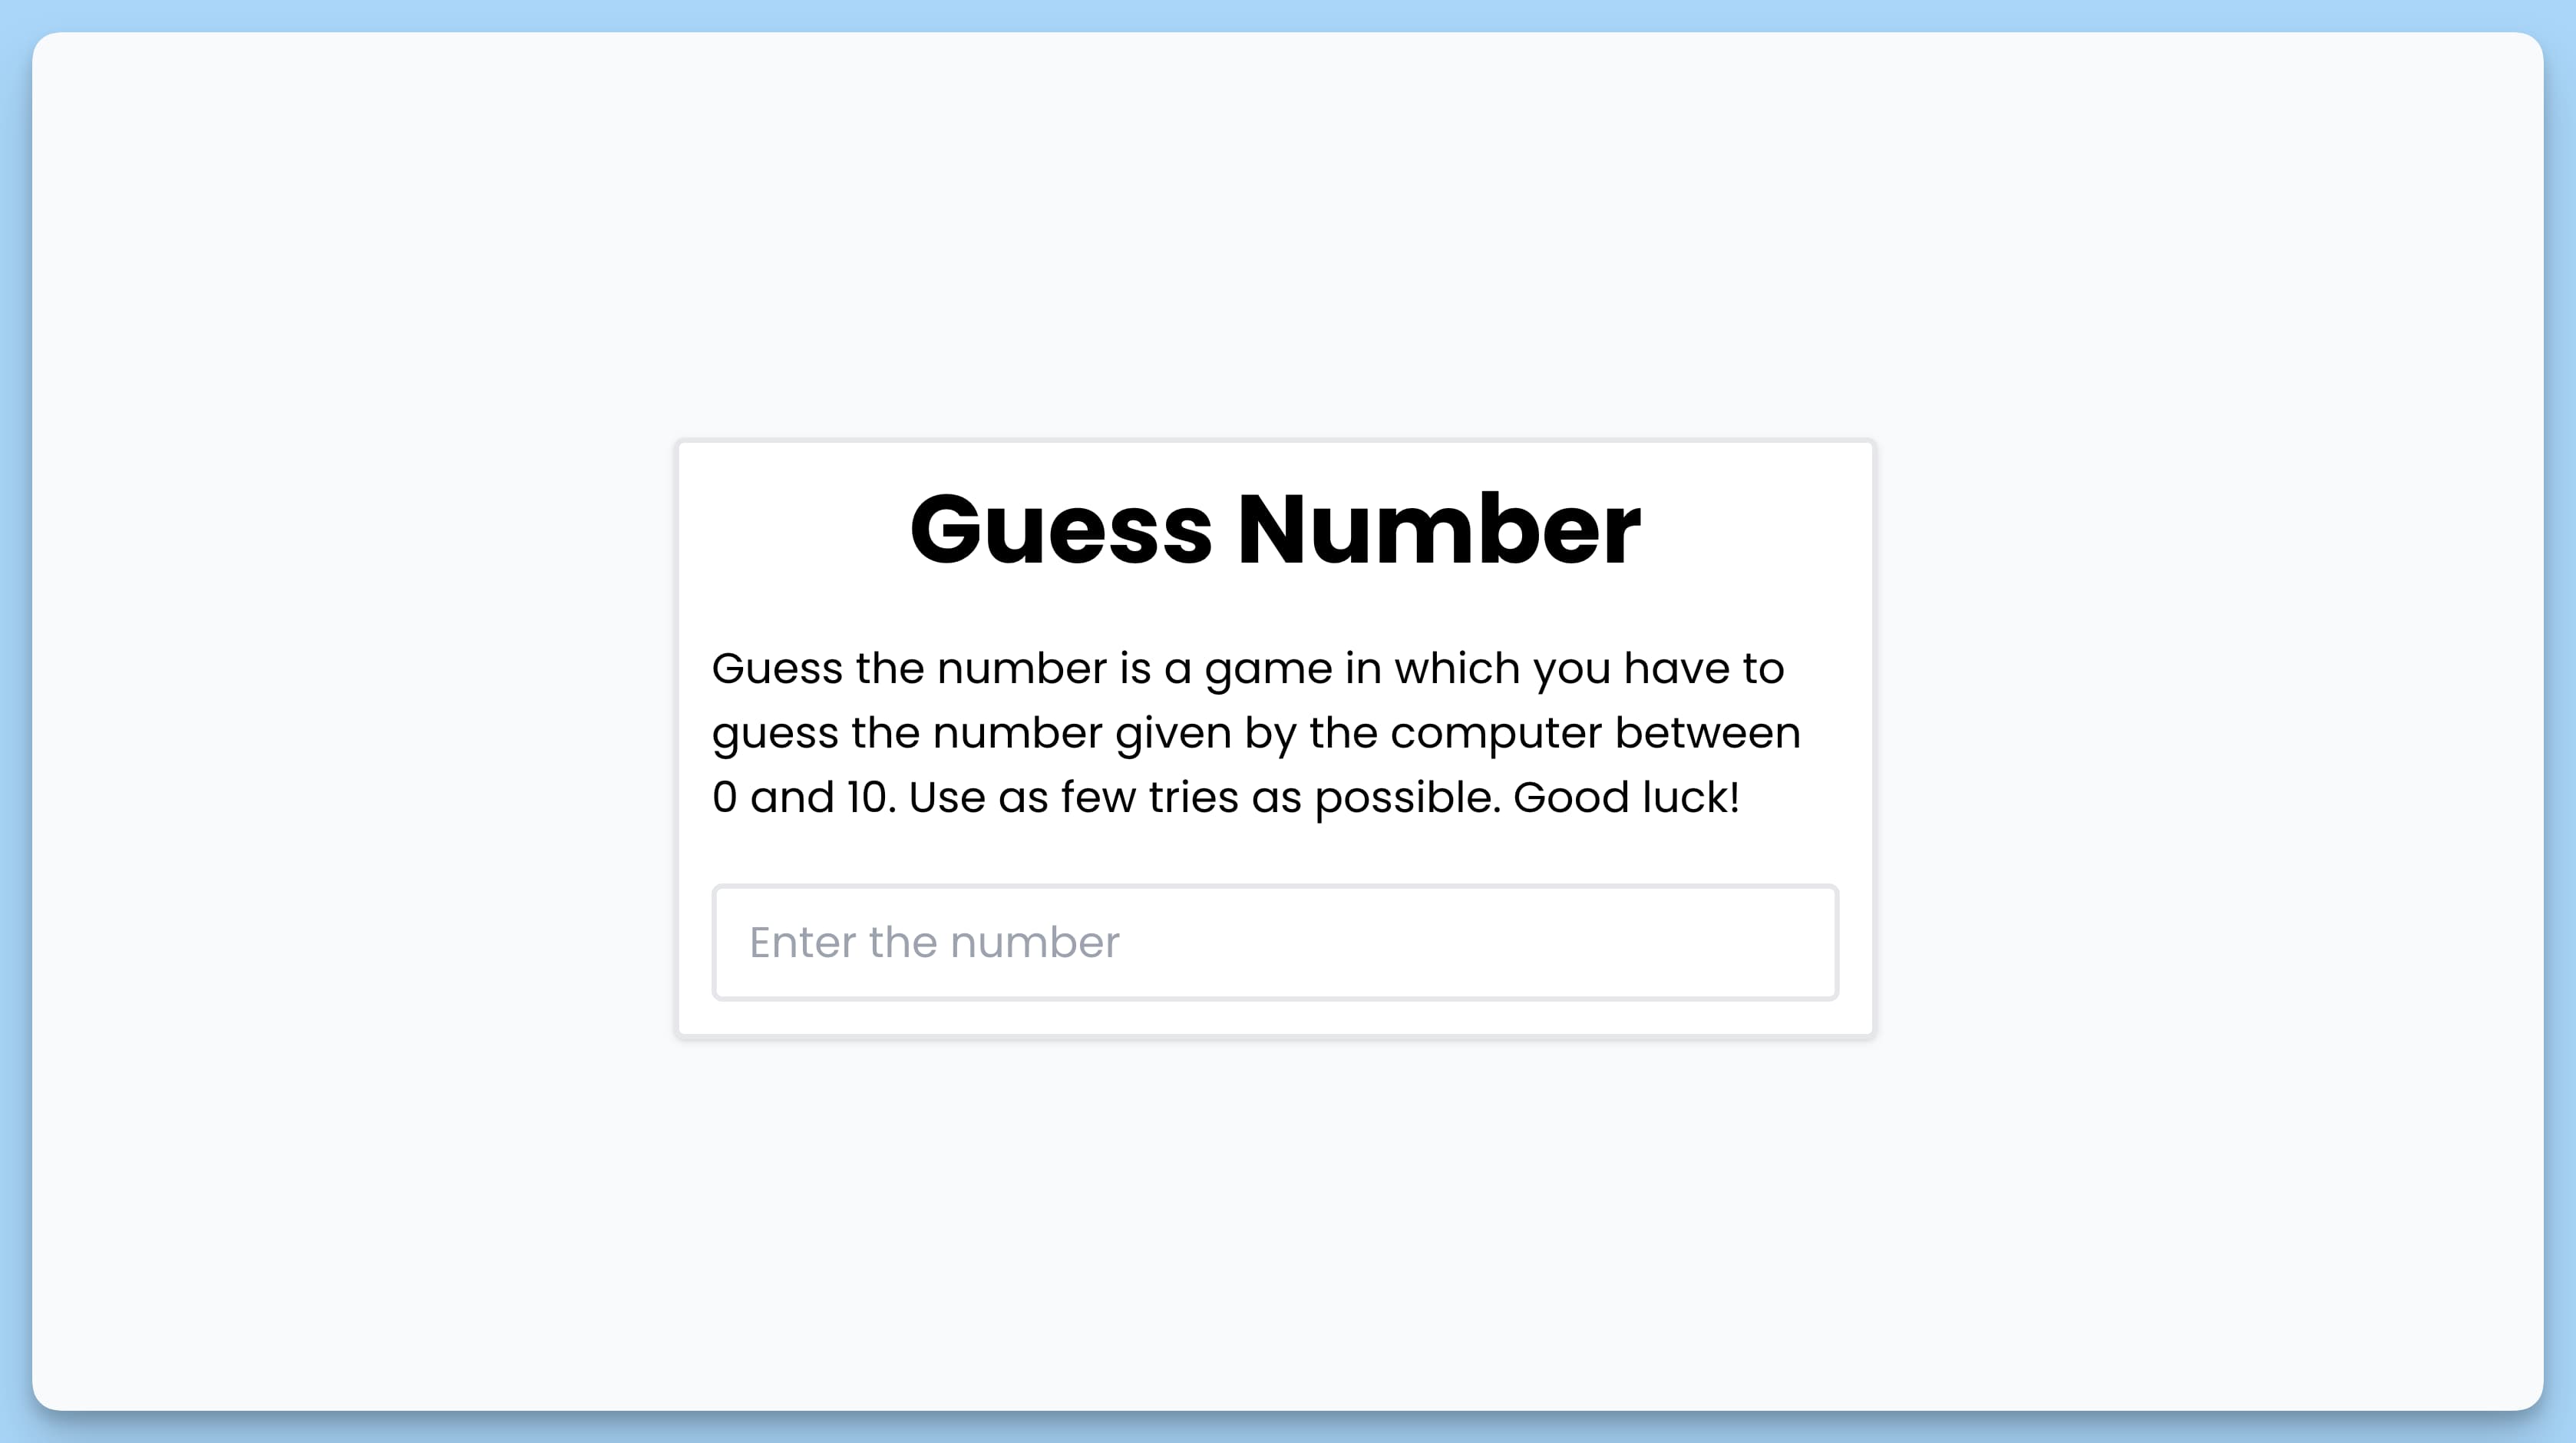 Guess Number
Guess the number is a game in which you have to
guess the number given by the computer between
0 and 10. Use as few tries as possible. Good luck!
Enter the number